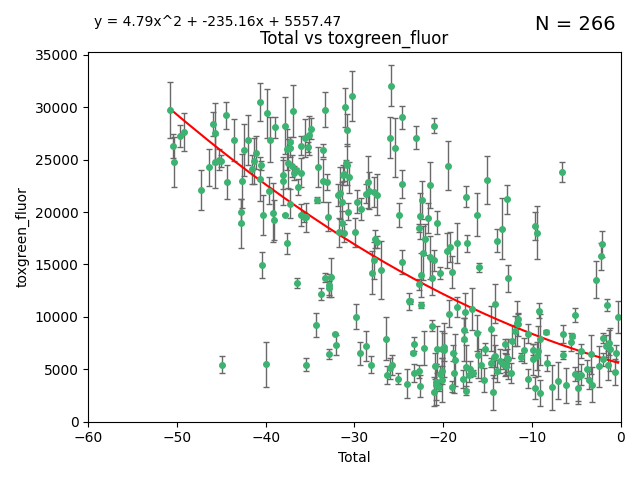 y = 4.79x^2 + -235.16x + 5557.47
N = 266
Total vs toxgreen_fluor
35000
30000
25000
20000
15000
10000
5000
0
toxgreen_fluor
−60 −50 −40 −30 −20 −10 0
Total